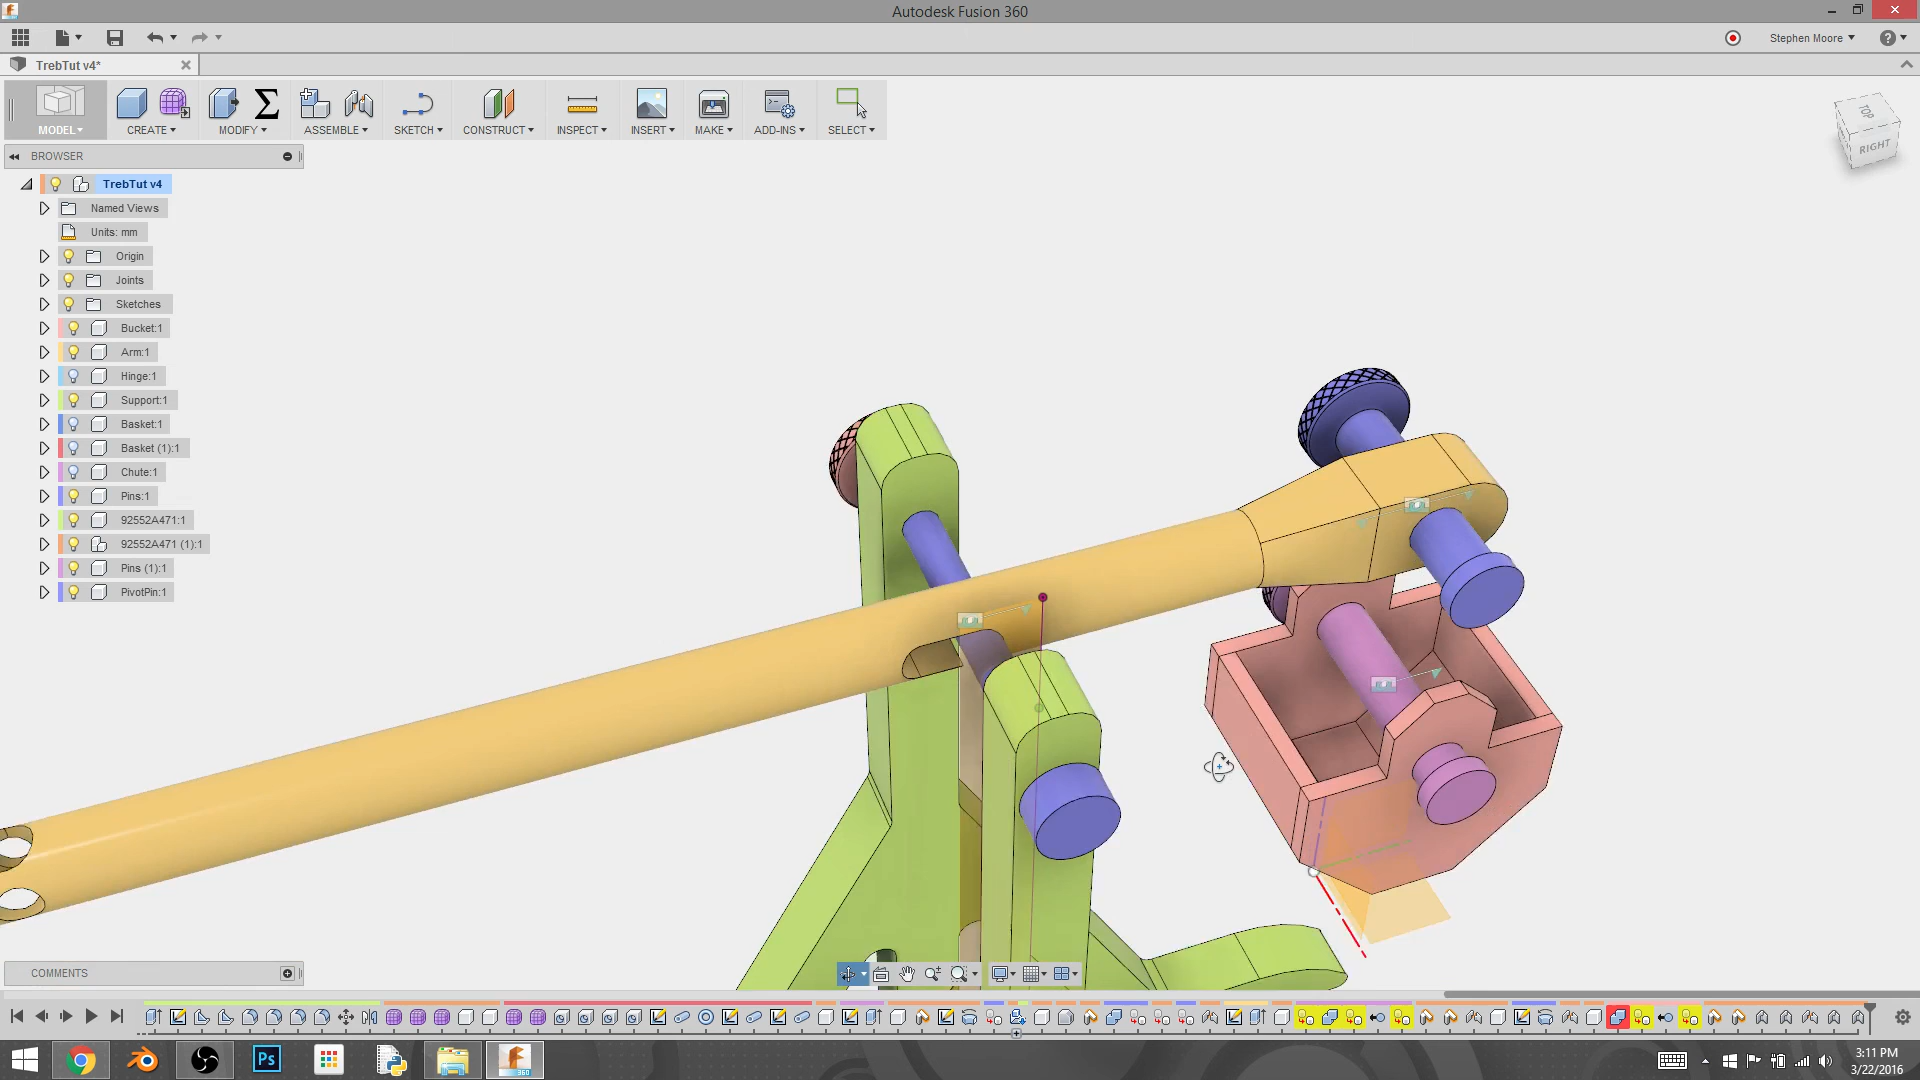 Autodesk Fusion 360
Stephen Moore
TrebTut v4*
MODEL
CREATE
MODIFY
ASSEMBLE
SKETCH
CONSTRUCT
INSPECT
INSERT
MAKE
ADD-INS
SELECT
TOP
RIGHT
BROWSER
TrebTut v4
Named Views
Units: mm
Origin
Joints
Sketches
Bucket:1
Arm:1
Hinge:1
Support:1
Basket:1
Basket (1):1
Chute:1
Pins:1
92552A471:1
92552A471 (1):1
Pins (1):1
PivotPin:1
COMMENTS
Ps
360
3:11 PM
3/22/2016